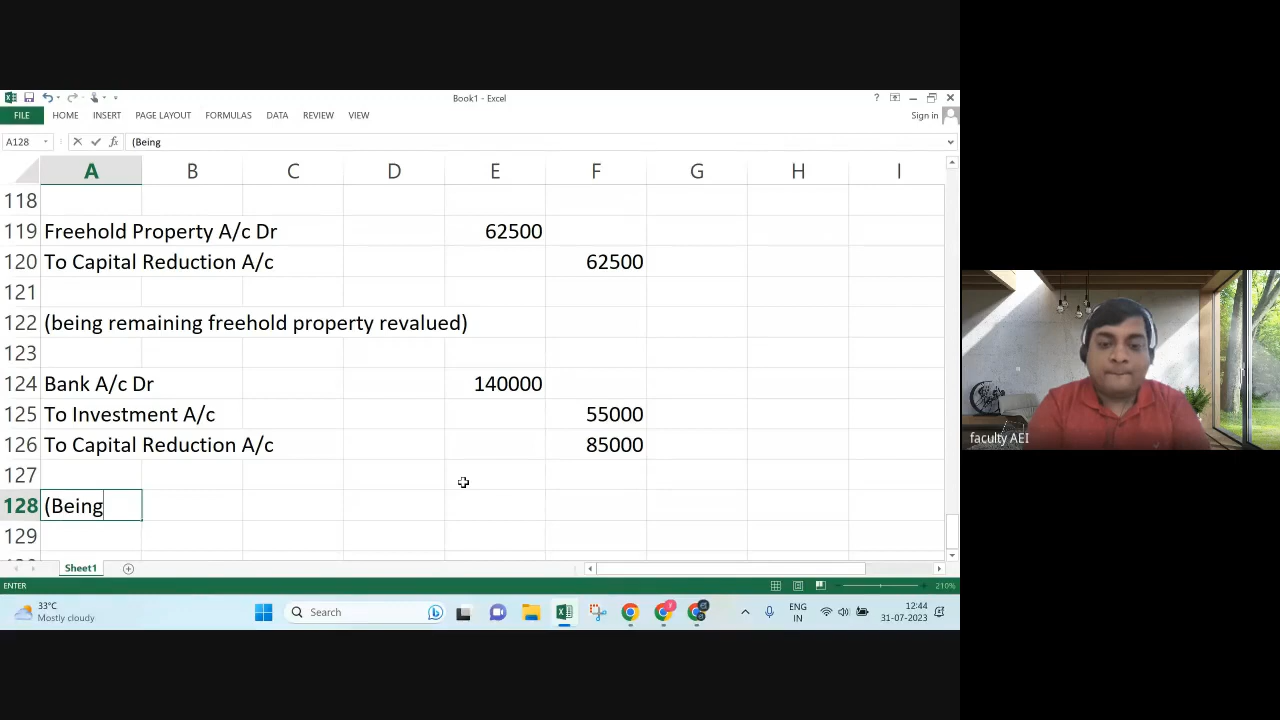 Book1 - Excel
?
FILE HOME INSERT PAGE LAYOUT FORMULAS DATA REVIEW VIEW
Sign in
A128 fx (Being
A B C D E F G H I
118
119 Freehold Property A/c Dr 62500
120 To Capital Reduction A/c 62500
121
122 (being remaining freehold property revalued)
123
124 Bank A/c Dr 140000
125 To Investment A/c 55000
126 To Capital Reduction A/c 85000
127
128 (Being
129
faculty AEI
Sheet1
ENTER 210%
33°C
Mostly cloudy
Search
ENG
IN
12:44
31-07-2023